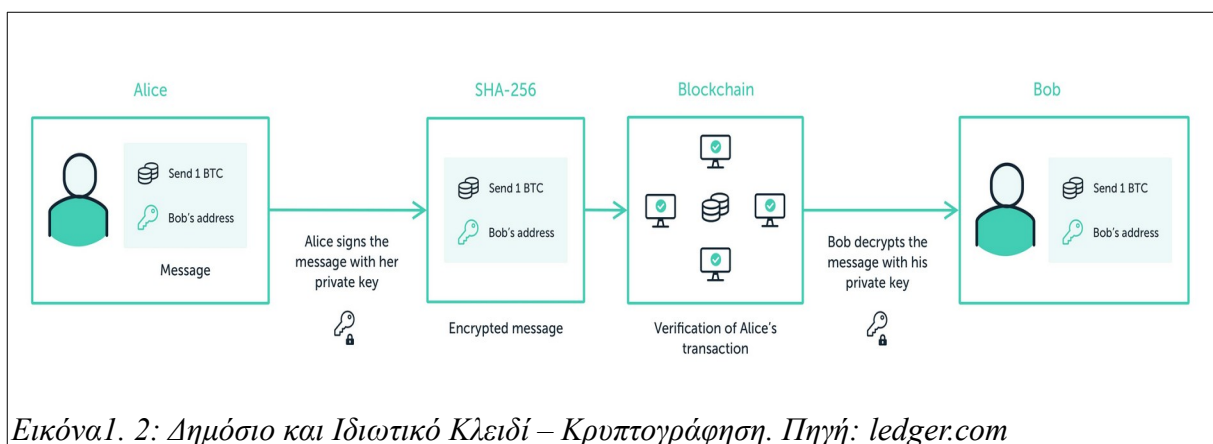 Alice
Send 1 BTC
Bob's address
Message
Alice signs the
message with her
private key
SHA-256
Send 1 BTC
Bob's address
Encrypted message
Blockchain
Verification of Alice's
transaction
Bob decrypts the
message with his
private key
Bob
Send 1 BTC
Bob's address
Εικόνα1. 2: Δημόσιο και Ιδιωτικό Κλειδί – Κρυπτογράφηση. Πηγή: ledger.com